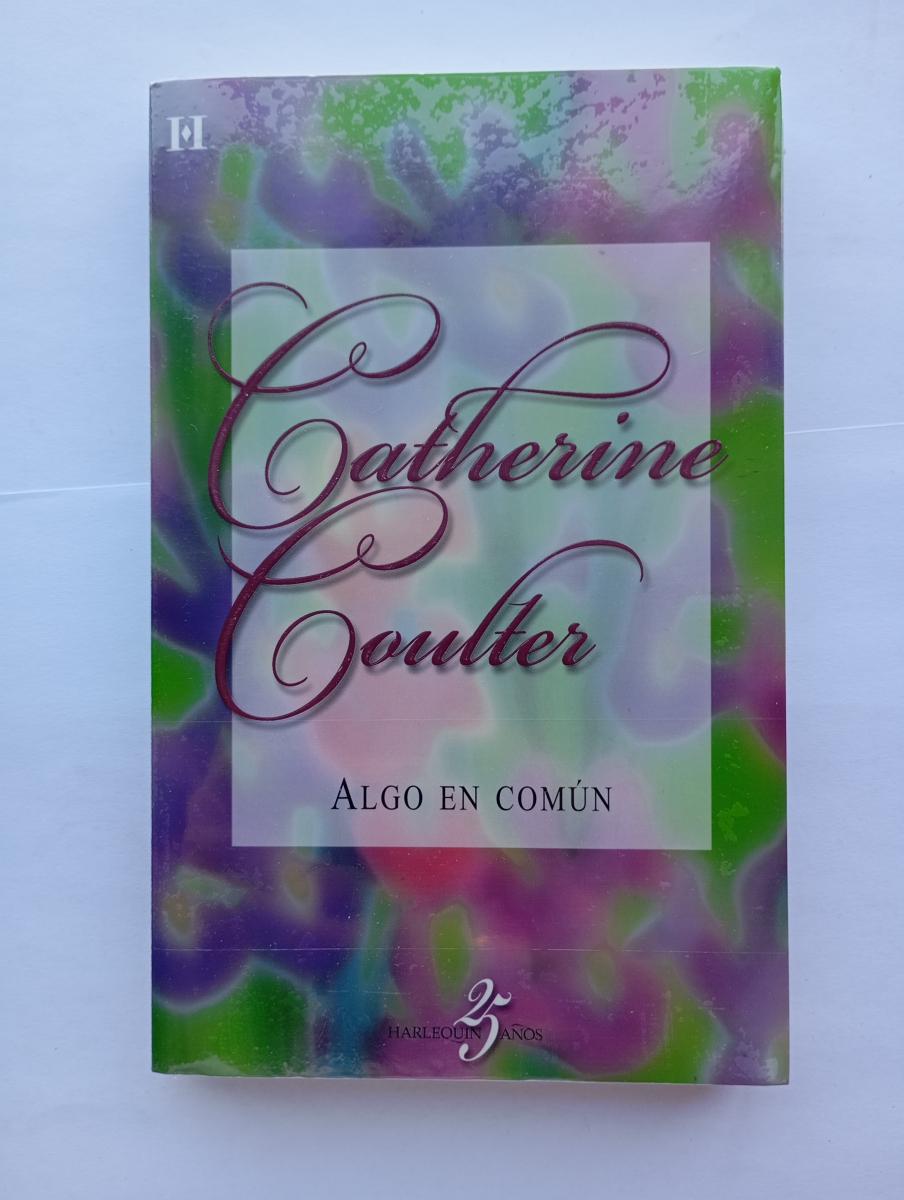 H
Catherine
Coulter
ALGO EN COMÚN
25
HARLEQUIN AÑOS